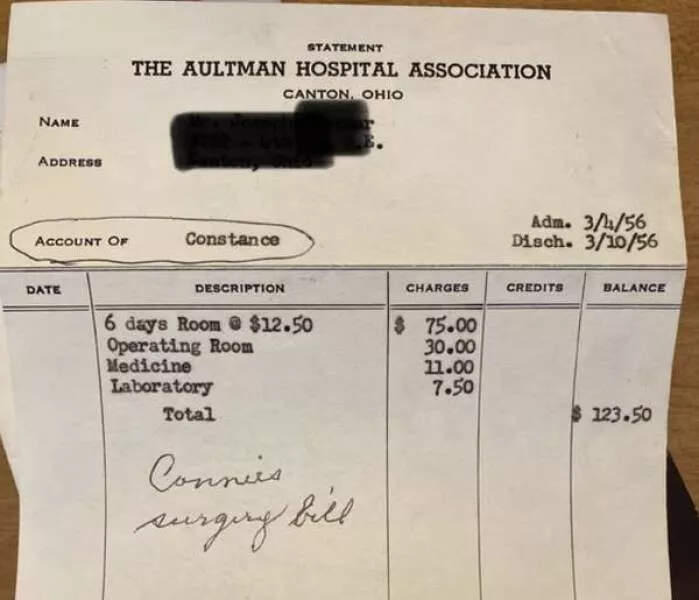 STATEMENT
THE AULTMAN HOSPITAL ASSOCIATION
CANTON, OHIO
NAME
ADDRESS
Adm. 3/4/56
ACCOUNT OF Constance Disch. 3/10/56
DATE DESCRIPTION CHARGES CREDITS BALANCE
6 days Room @ $12.50 $ 75.00
Operating Room 30.00
Medicine 11.00
Laboratory 7.50
Total $ 123.50
Connies
surgery bill